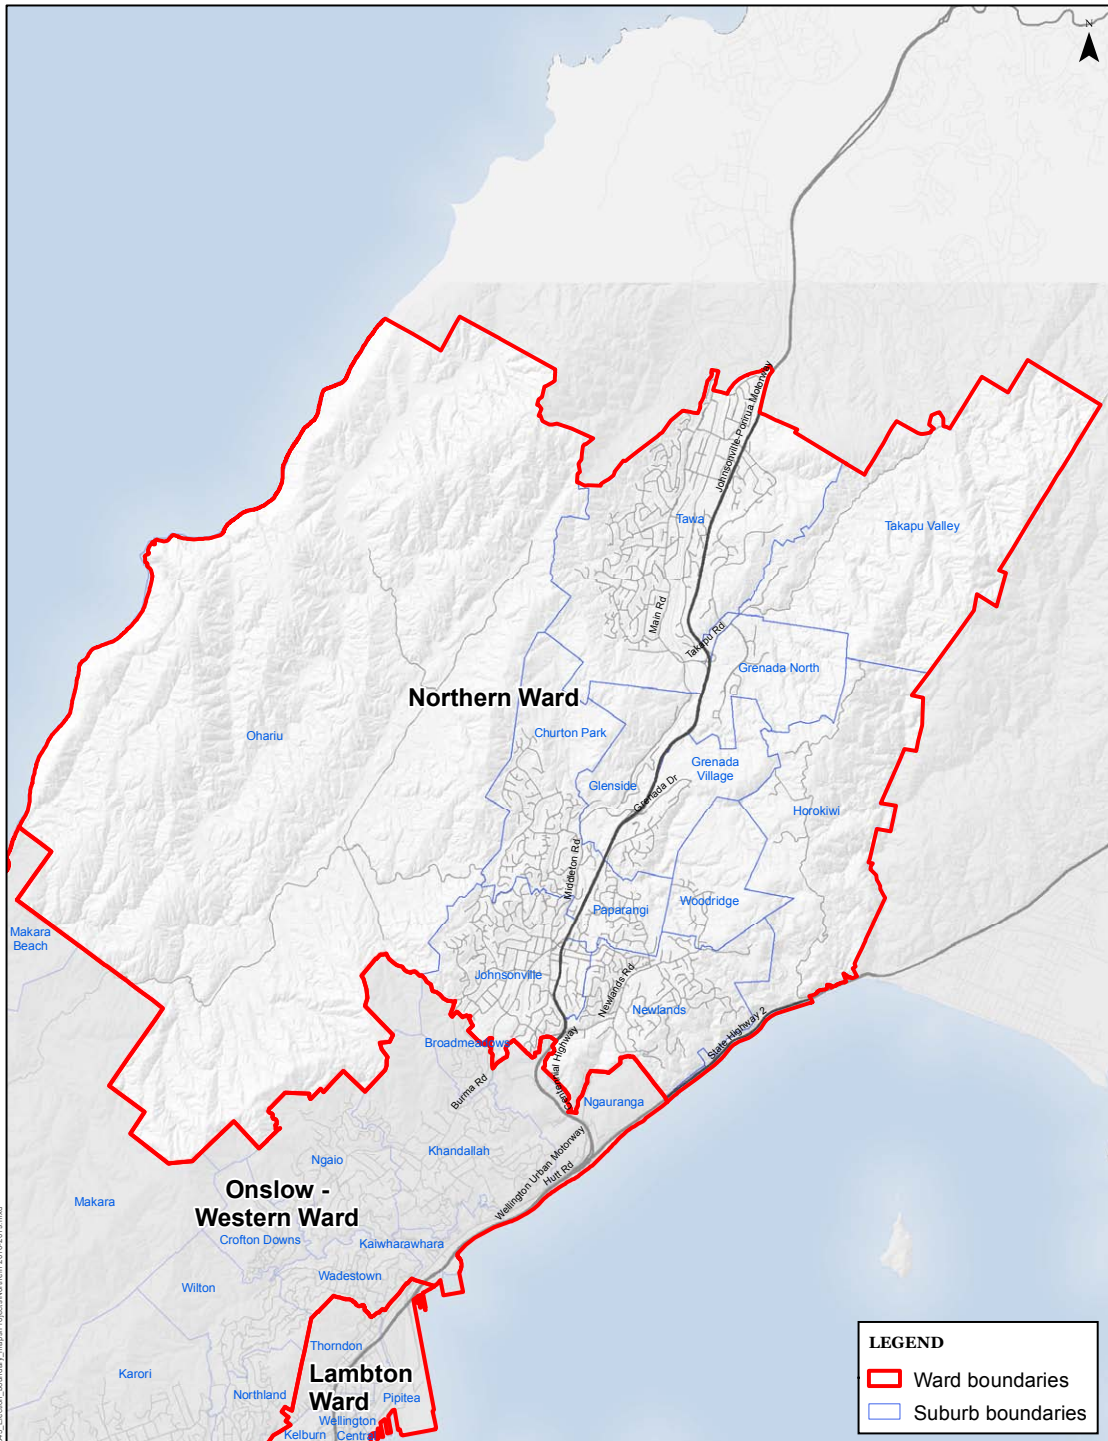 N
Johnsonville-Porirua Motorway
Tawa
Takapu Valley
Main Rd
Takapu Rd
Grenada North
Northern Ward
Churton Park
Ohariu
Grenada
Village
Glenside
Grenada Dr
Horokiwi
Middleton Rd
Woodridge
Paparangi
Makara
Beach
Johnsonville
Newlands Rd
Newlands
State Highway 2
Broadmeadows
Centennial Highway
Burma Rd
Ngauranga
Khandallah
Wellington Urban Motorway
Ngaio
Hutt Rd
Onslow -
Western Ward
Makara
Crofton Downs
Kaiwharawhara
Wadestown
Wilton
Thorndon
Lambton
Ward
Karori
Northland
Pipitea
Wellington
Central
Kelburn
LEGEND
Ward boundaries
Suburb boundaries